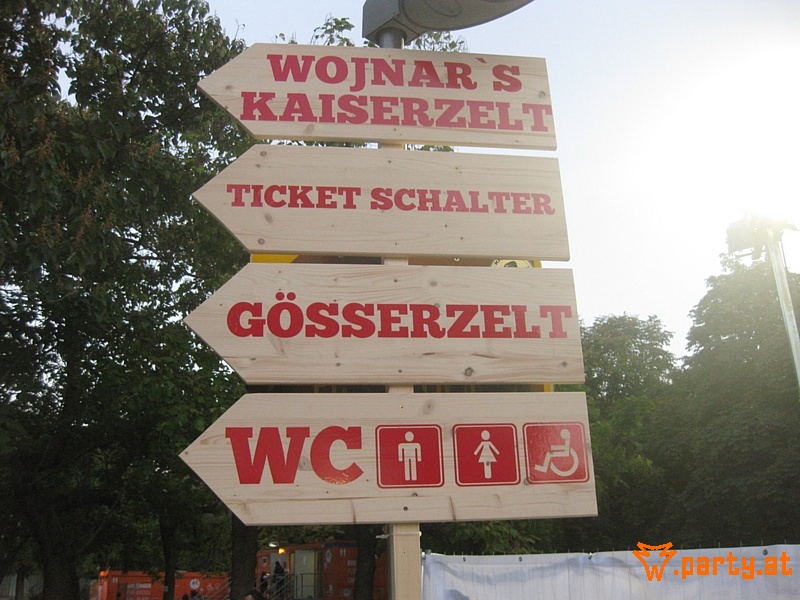 WOJNAR`S
KAISERZELT
TICKET SCHALTER
GÖSSERZELT
WC
party.at